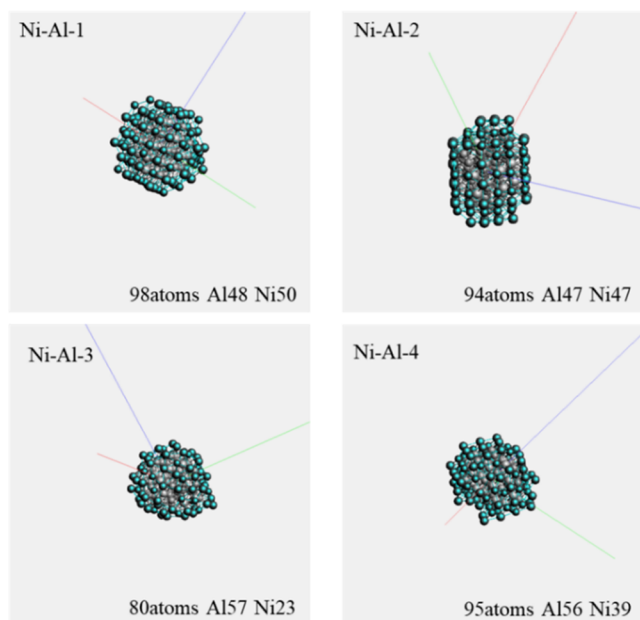 Ni-Al-1
98atoms Al48 Ni50
Ni-Al-2
94atoms Al47 Ni47
Ni-Al-3
80atoms Al57 Ni23
Ni-Al-4
95atoms Al56 Ni39